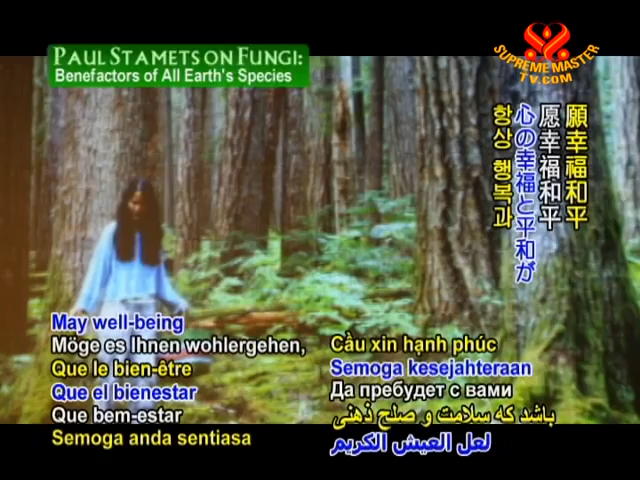 PAUL STAMETS ON FUNGI:
Benefactors of All Earth's Species
SUPREME MASTER
TV.COM
願幸福和平
愿幸福和平
心の幸福と平和が
항상 행복과
May well-being
Möge es Ihnen wohlergehen,
Que le bien-être
Que el bienestar
Que bem-estar
Semoga anda sentiasa
Cầu xin hạnh phúc
Semoga kesejahteraan
Да пребудет с вами
باشد که سلامت و صلح ذهنی
لعل العيش الكريم